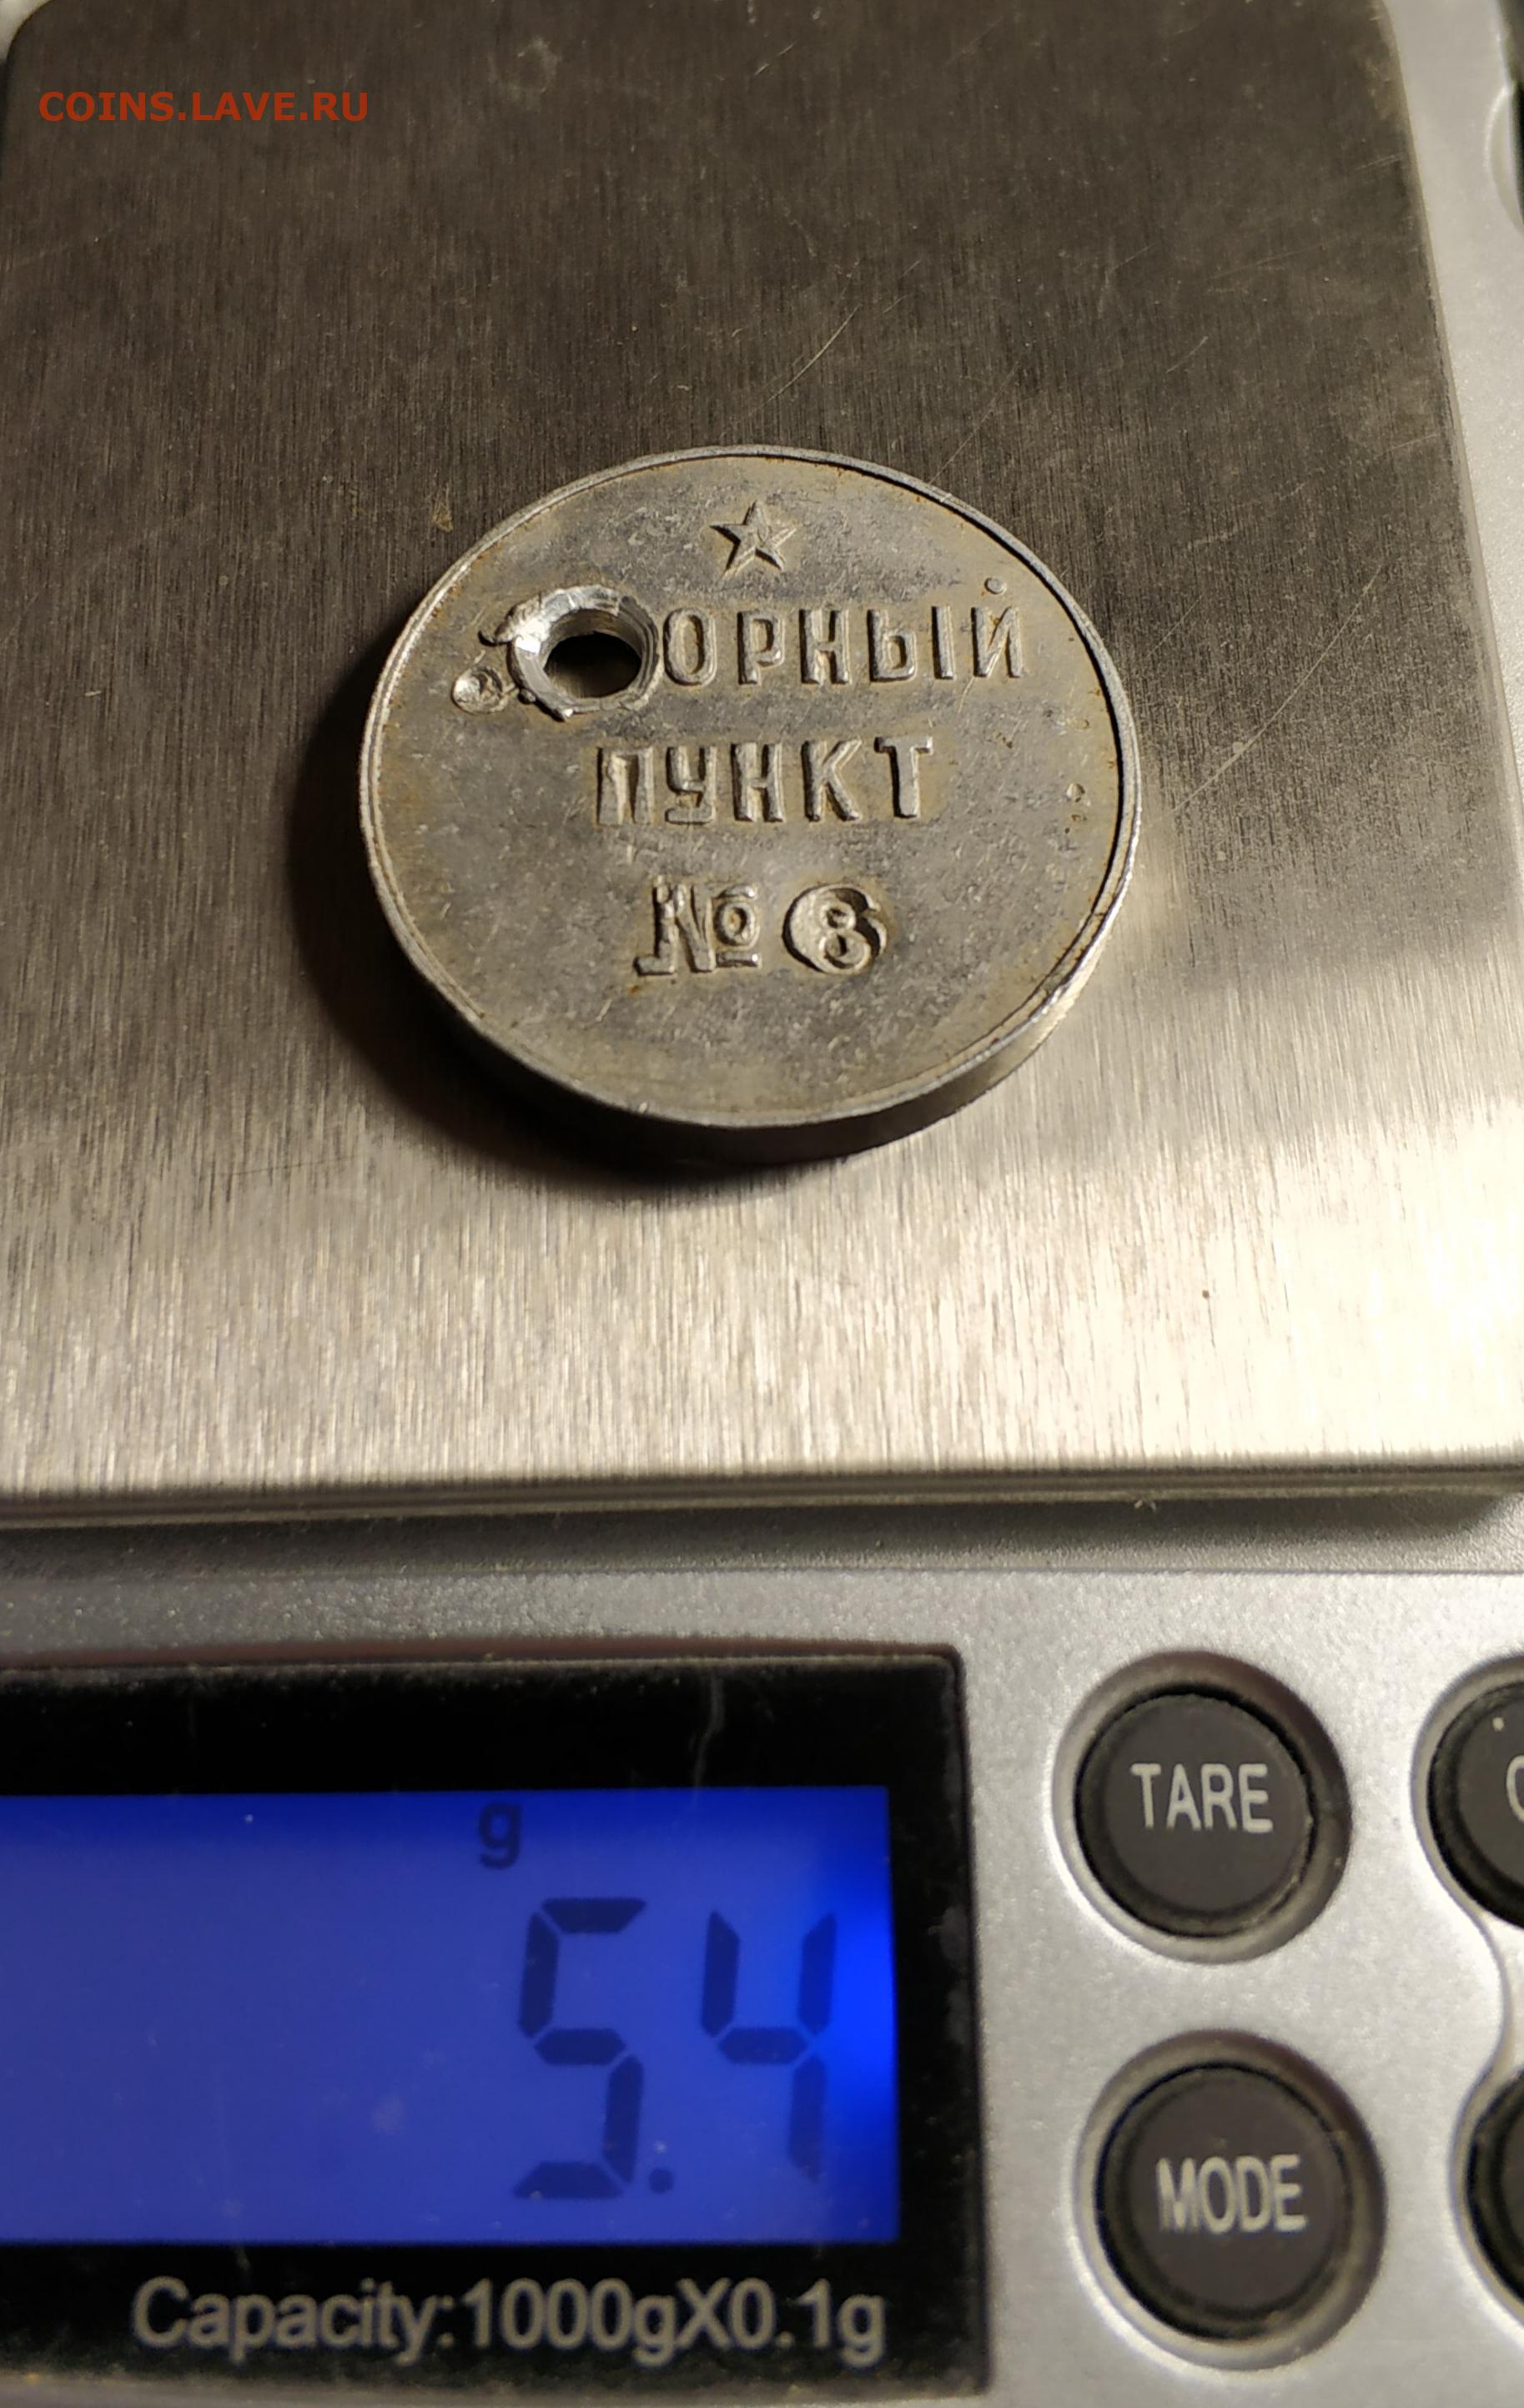 COINS.LAVE.RU
ОРНЫЙ
ПУНКТ
№ 8
g
5.4
TARE
MODE
Capacity:1000gX0.1g